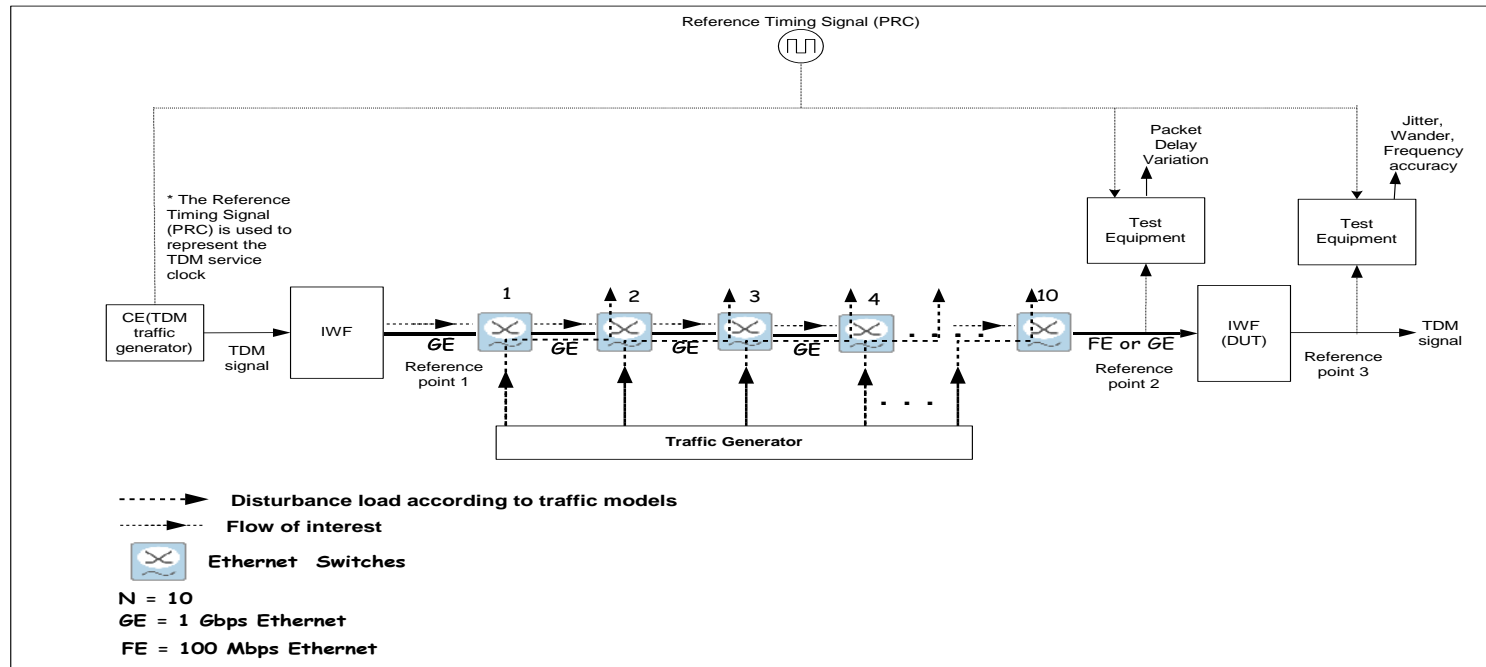 Reference Timing Signal (PRC)
* The Reference
Timing Signal
(PRC) is used to
represent the
TDM service
clock
Packet
Delay
Variation
Jitter,
Wander,
Frequency
accuracy
Test
Equipment
Test
Equipment
CE(TDM
traffic
generator)
TDM
signal
IWF
GE
Reference
point 1
1
GE
2
GE
3
GE
4
. . .
10
FE or GE
Reference
point 2
IWF
(DUT)
Reference
point 3
TDM
signal
. . .
Traffic Generator
Disturbance load according to traffic models
Flow of interest
Ethernet Switches
N = 10
GE = 1 Gbps Ethernet
FE = 100 Mbps Ethernet